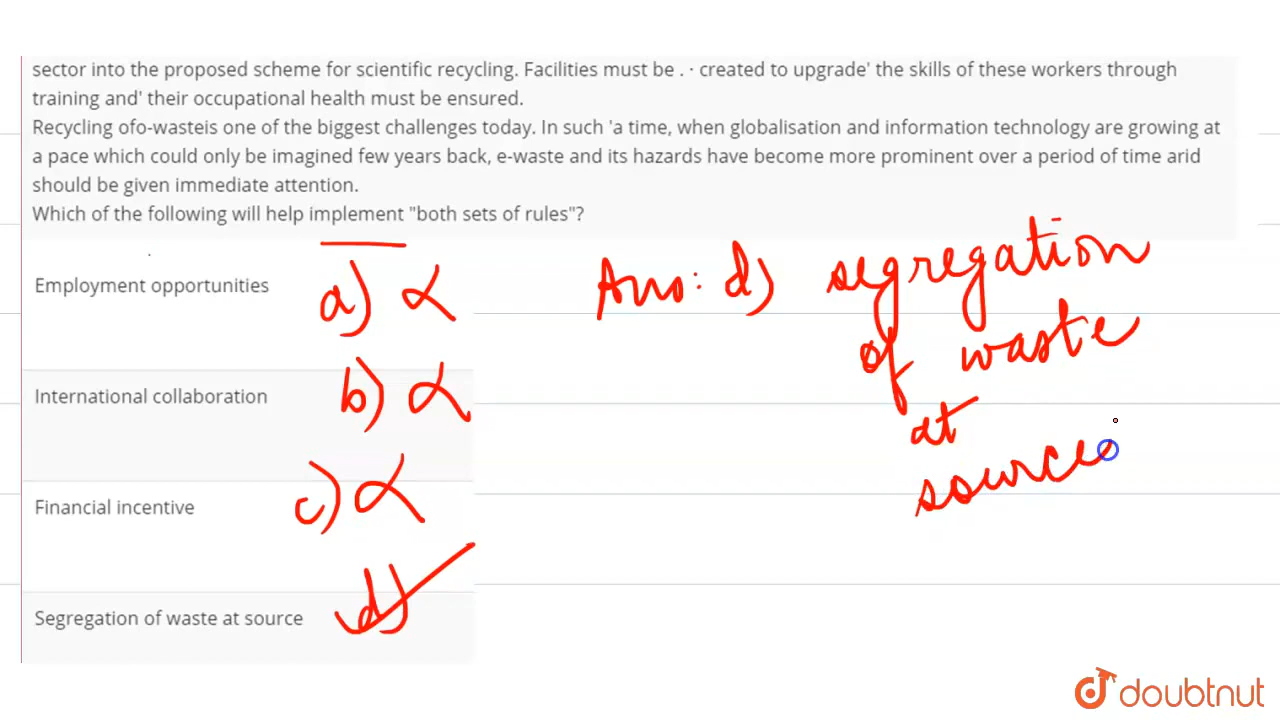 sector into the proposed scheme for scientific recycling. Facilities must be . · created to upgrade' the skills of these workers through
training and' their occupational health must be ensured.
Recycling ofo-wasteis one of the biggest challenges today. In such 'a time, when globalisation and information technology are growing at
a pace which could only be imagined few years back, e-waste and its hazards have become more prominent over a period of time arid
should be given immediate attention.
Which of the following will help implement "both sets of rules"?
Employment opportunities a) α
International collaboration b) α
Financial incentive c) α
Segregation of waste at source d)
Ans: d) segregation
of waste
at
source
doubtnut